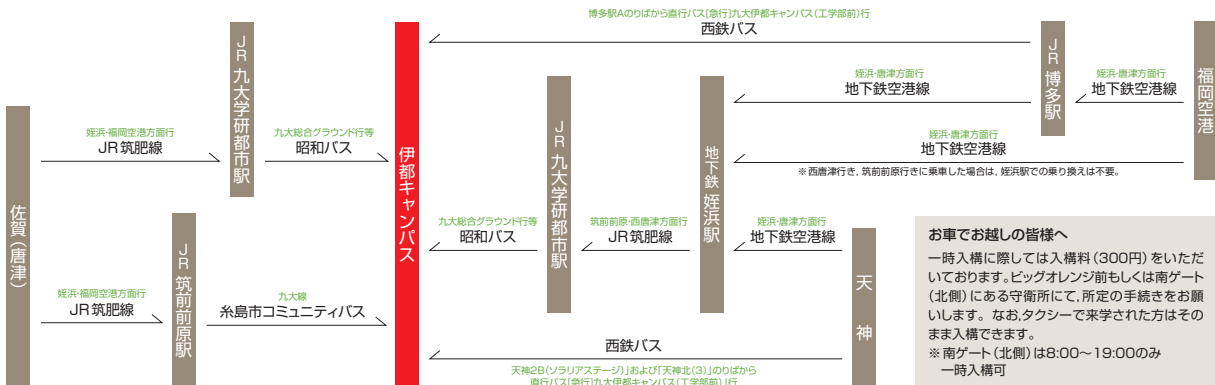 博多駅Aのりばから直行バス[急行]九大伊都キャンパス(工学部前)行
西鉄バス
佐賀(唐津)
姪浜・福岡空港方面行
JR筑肥線
JR 九大学研都市駅
九大総合グラウンド行等
昭和バス
姪浜・福岡空港方面行
JR筑肥線
JR 筑前前原駅
九大線
糸島市コミュニティバス
伊都キャンパス
九大総合グラウンド行等
昭和バス
JR 九大学研都市駅
筑前前原・西唐津方面行
JR筑肥線
地下鉄 姪浜駅
姪浜・唐津方面行
地下鉄空港線
JR 博多駅
姪浜・唐津方面行
地下鉄空港線
福岡空港
姪浜・唐津方面行
地下鉄空港線
※西唐津行き, 筑前前原行きに乗車した場合は, 姪浜駅での乗り換えは不要。
姪浜・唐津方面行
地下鉄空港線
天神
西鉄バス
天神2B(ソラリアステージ)」および「天神北(3)」のりばから
直行バス[急行]九大伊都キャンパス(工学部前)」行
お車でお越しの皆様へ
一時入構に際しては入構料(300円)をいただ
いております。ビッグオレンジ前もしくは南ゲート
(北側)にある守衛所にて,所定の手続きをお願
いします。なお,タクシーで来学された方はその
まま入構できます。
※南ゲート(北側)は8:00〜19:00のみ
一時入構可